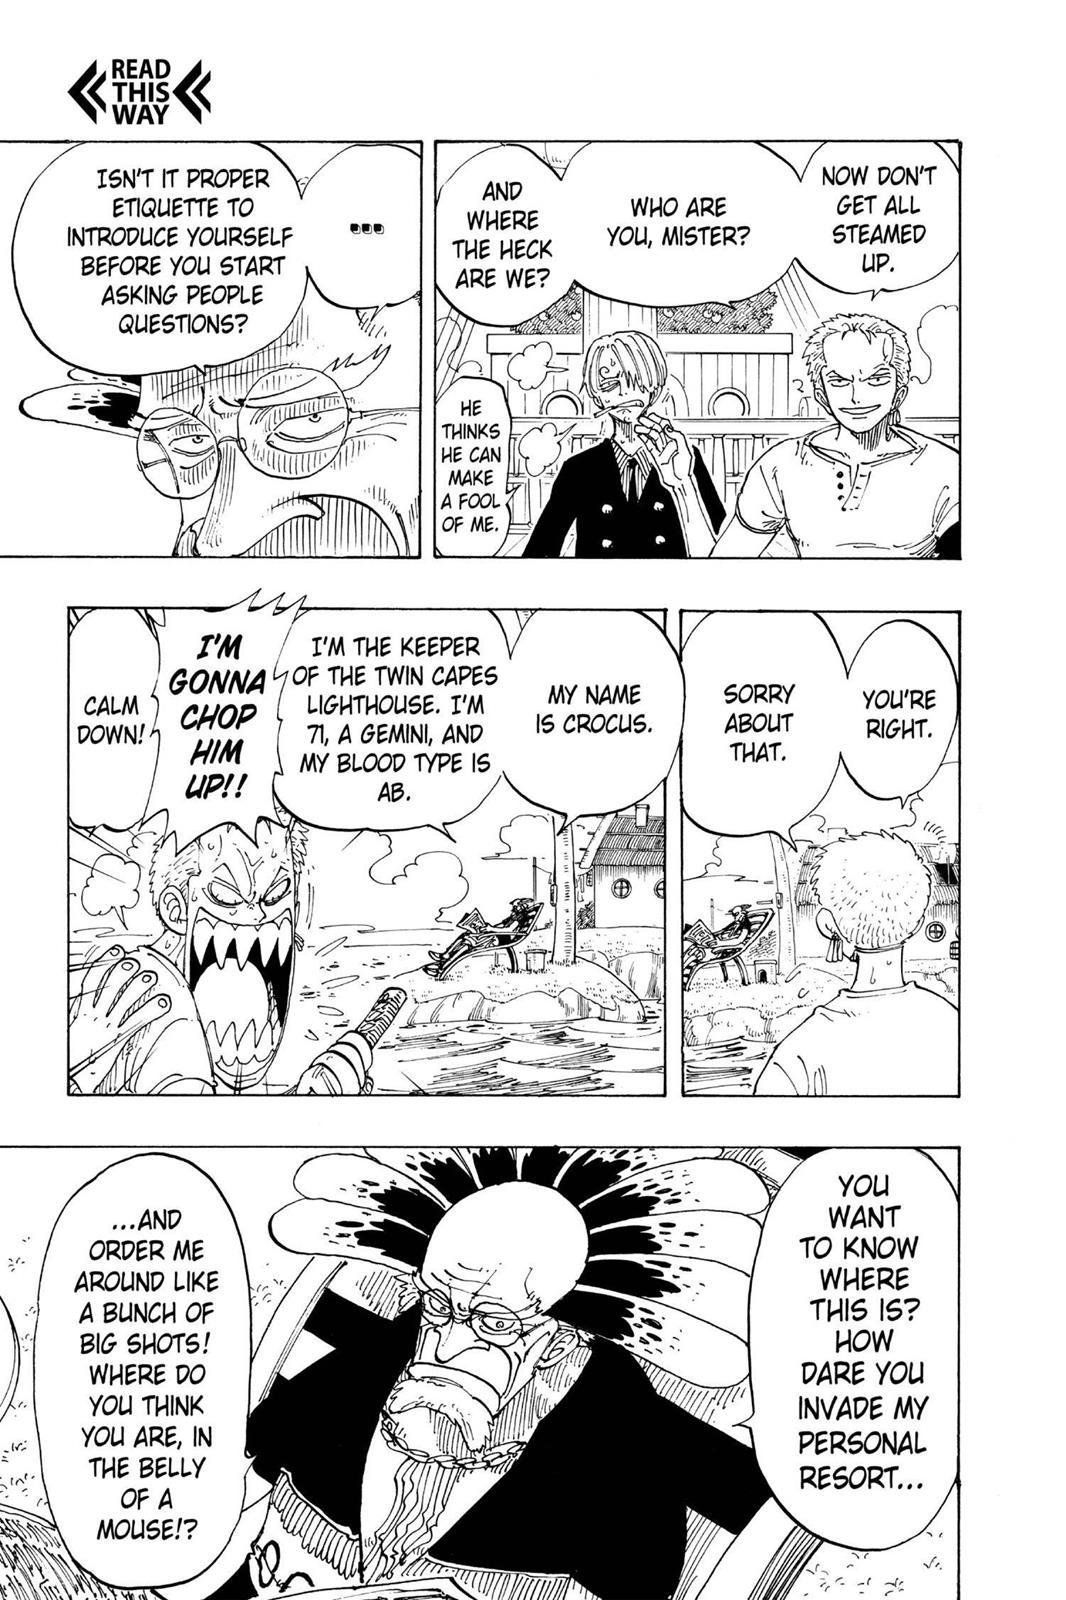 READ
THIS
WAY
NOW DON'T
GET ALL
STEAMED
UP.
WHO ARE
YOU, MISTER?
AND
WHERE
THE HECK
ARE WE?
HE
THINKS
HE CAN
MAKE
A FOOL
OF ME.
...
ISN'T IT PROPER
ETIQUETTE TO
INTRODUCE YOURSELF
BEFORE YOU START
ASKING PEOPLE
QUESTIONS?
YOU'RE
RIGHT.
SORRY
ABOUT
THAT.
MY NAME
IS CROCUS.
I'M THE KEEPER
OF THE TWIN CAPES
LIGHTHOUSE. I'M
71, A GEMINI, AND
MY BLOOD TYPE IS
AB.
I'M
GONNA
CHOP
HIM
UP!!
CALM
DOWN!
YOU
WANT
TO KNOW
WHERE
THIS IS?
HOW
DARE YOU
INVADE MY
PERSONAL
RESORT...
...AND
ORDER ME
AROUND LIKE
A BUNCH OF
BIG SHOTS!
WHERE DO
YOU THINK
YOU ARE, IN
THE BELLY
OF A
MOUSE!?